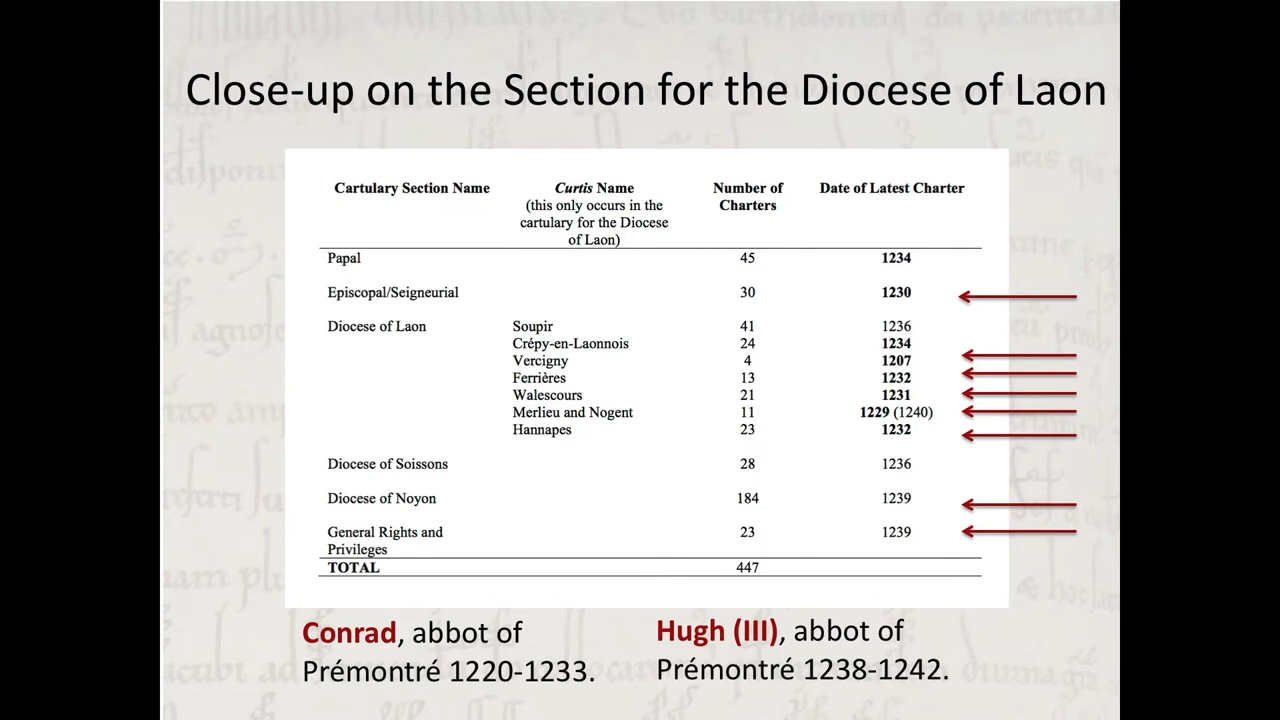 Close-up on the Section for the Diocese of Laon
Cartulary Section Name Curtis Name Number of Date of Latest Charter
(this only occurs in the Charters
cartulary for the Diocese
of Laon)
Papal 45 1234
Episcopal/Seigneurial 30 1230
Diocese of Laon Soupir 41 1236
Crépy-en-Laonnois 24 1234
Vercigny 4 1207
Ferrières 13 1232
Walescours 21 1231
Merlieu and Nogent 11 1229 (1240)
Hannapes 23 1232
Diocese of Soissons 28 1236
Diocese of Noyon 184 1239
General Rights and 23 1239
Privileges
TOTAL 447
Conrad, abbot of
Prémontré 1220-1233.
Hugh (III), abbot of
Prémontré 1238-1242.